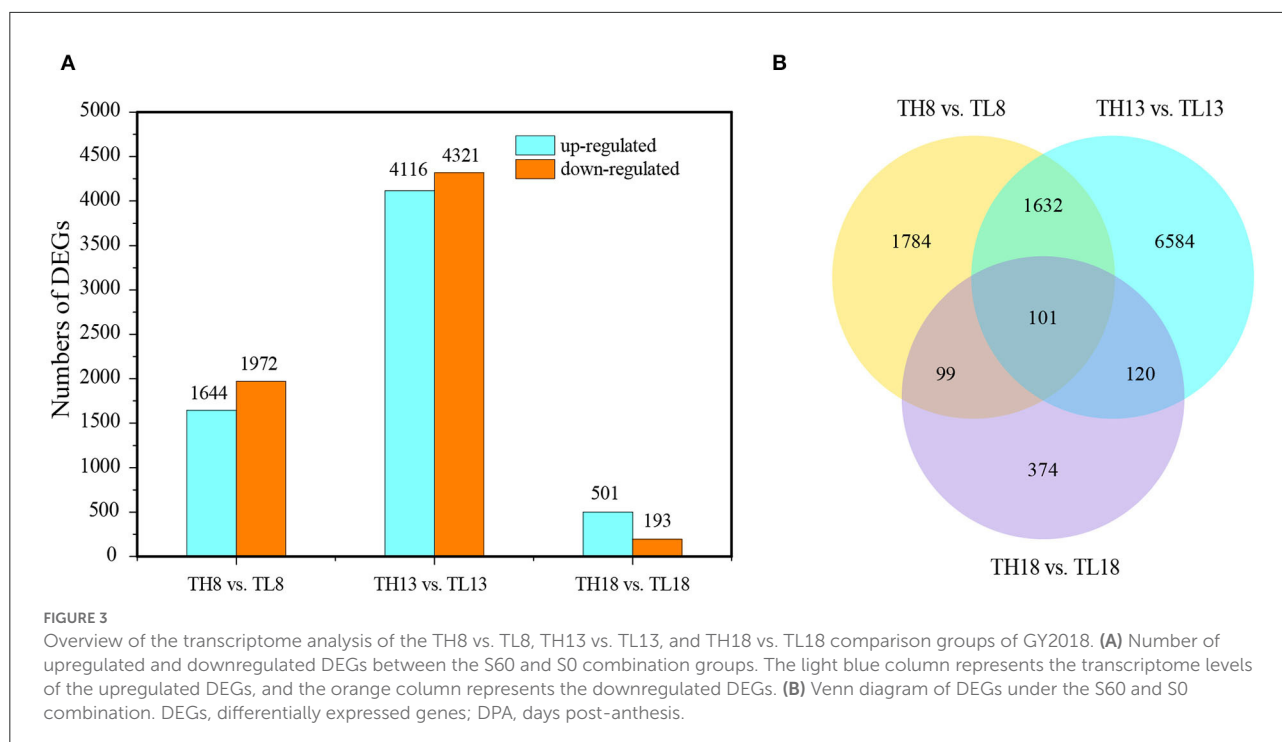 A
B
5000
4500
4000
3500
3000
2500
2000
1500
1000
500
0
Numbers of DEGs
up-regulated
down-regulated
1644
1972
4116
4321
501
193
TH8 vs. TL8
TH13 vs. TL13
TH18 vs. TL18
TH8 vs. TL8
TH13 vs. TL13
1632
1784
6584
101
99
120
374
TH18 vs. TL18
FIGURE 3
Overview of the transcriptome analysis of the TH8 vs. TL8, TH13 vs. TL13, and TH18 vs. TL18 comparison groups of GY2018. (A) Number of
upregulated and downregulated DEGs between the S60 and S0 combination groups. The light blue column represents the transcriptome levels
of the upregulated DEGs, and the orange column represents the downregulated DEGs. (B) Venn diagram of DEGs under the S60 and S0
combination. DEGs, differentially expressed genes; DPA, days post-anthesis.